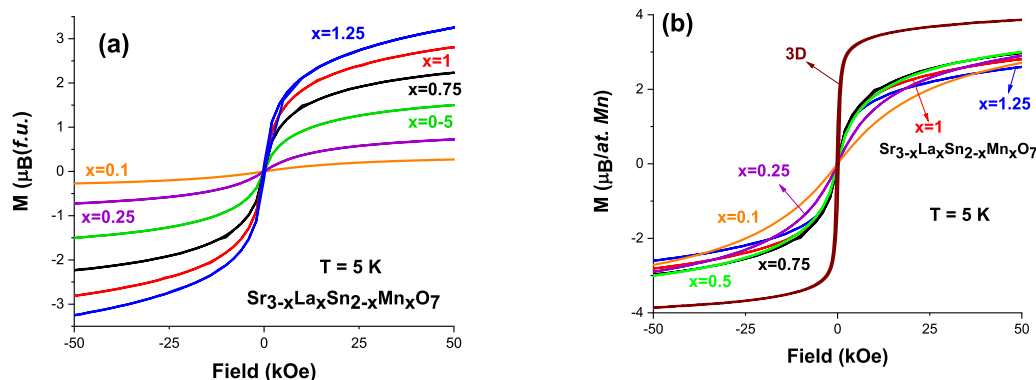 (a)
x=1.25
x=1
x=0.75
x=0-5
x=0.1
x=0.25
T = 5 K
Sr3-xLaxSn2-xMnxO7
M (μB(f.u.)
3
2
1
0
-1
-2
-3
-50
-25
0
25
50
Field (kOe)
(b)
3D
x=1.25
x=1
Sr3-xLaxSn2-xMnxO7
x=0.25
x=0.1
T = 5 K
x=0.75
x=0.5
M (μB/at. Mn)
4
2
0
-2
-4
-50
-25
0
25
50
Field (kOe)